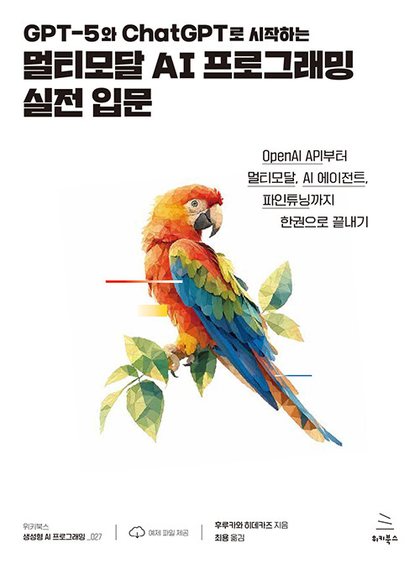 GPT-5와 ChatGPT로 시작하는
멀티모달 AI 프로그래밍
실전 입문
OpenAI API부터
멀티모달, AI 에이전트,
파인튜닝까지
한권으로 끝내기
위키북스
생성형 AI 프로그래밍 _027
예제 파일 제공
후루카와 히데카즈 지음
최용 옮김
위키북스